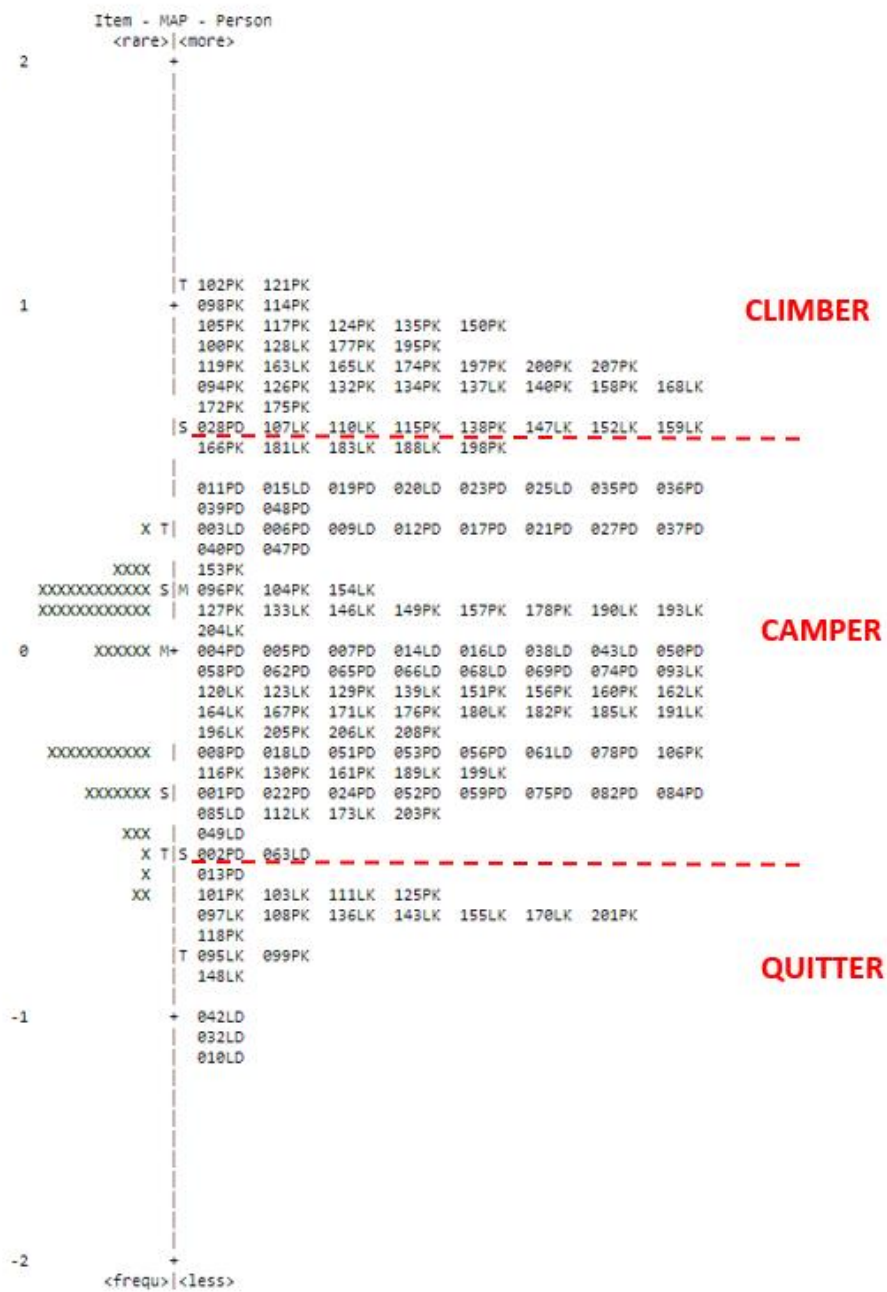 Item - MAP - Person
<rare>|<more>
2 +
|
|
|
|
|
|
|
|
|
|T 102PK 121PK
1 + 098PK 114PK
CLIMBER
| 105PK 117PK 124PK 135PK 150PK
| 100PK 128LK 177PK 195PK
| 119PK 163LK 165LK 174PK 197PK 200PK 207PK
| 094PK 126PK 132PK 134PK 137LK 140PK 158PK 168LK
172PK 175PK
|S 028PD 107LK 110LK 115PK 138PK 147LK 152LK 159LK
166PK 181LK 183LK 188LK 198PK
|
| 011PD 015LD 019PD 020LD 023PD 025LD 035PD 036PD
039PD 048PD
X T| 003LD 006PD 009LD 012PD 017PD 021PD 027PD 037PD
040PD 047PD
XXXX | 153PK
XXXXXXXXXXXX S|M 096PK 104PK 154LK
XXXXXXXXXXXX | 127PK 133LK 146LK 149PK 157PK 178PK 190LK 193LK
204LK
CAMPER
0 XXXXXX M+ 004PD 005PD 007PD 014LD 016LD 038LD 043LD 050PD
058PD 062PD 065PD 066LD 068LD 069PD 074PD 093LK
120LK 123LK 129PK 139LK 151PK 156PK 160PK 162LK
164LK 167PK 171LK 176PK 180LK 182PK 185LK 191LK
196LK 205PK 206LK 208PK
XXXXXXXXXXX | 008PD 018LD 051PD 053PD 056PD 061LD 078PD 106PK
116PK 130PK 161PK 189LK 199LK
XXXXXXX S| 001PD 022PD 024PD 052PD 059PD 075PD 082PD 084PD
085LD 112LK 173LK 203PK
XXX | 049LD
X T|S 002PD 063LD
X | 013PD
XX | 101PK 103LK 111LK 125PK
| 097LK 108PK 136LK 143LK 155LK 170LK 201PK
| 118PK
|T 095LK 099PK
QUITTER
| 148LK
|
-1 + 042LD
| 032LD
| 010LD
|
|
|
|
|
|
|
|
|
-2 +
<frequ>|<less>